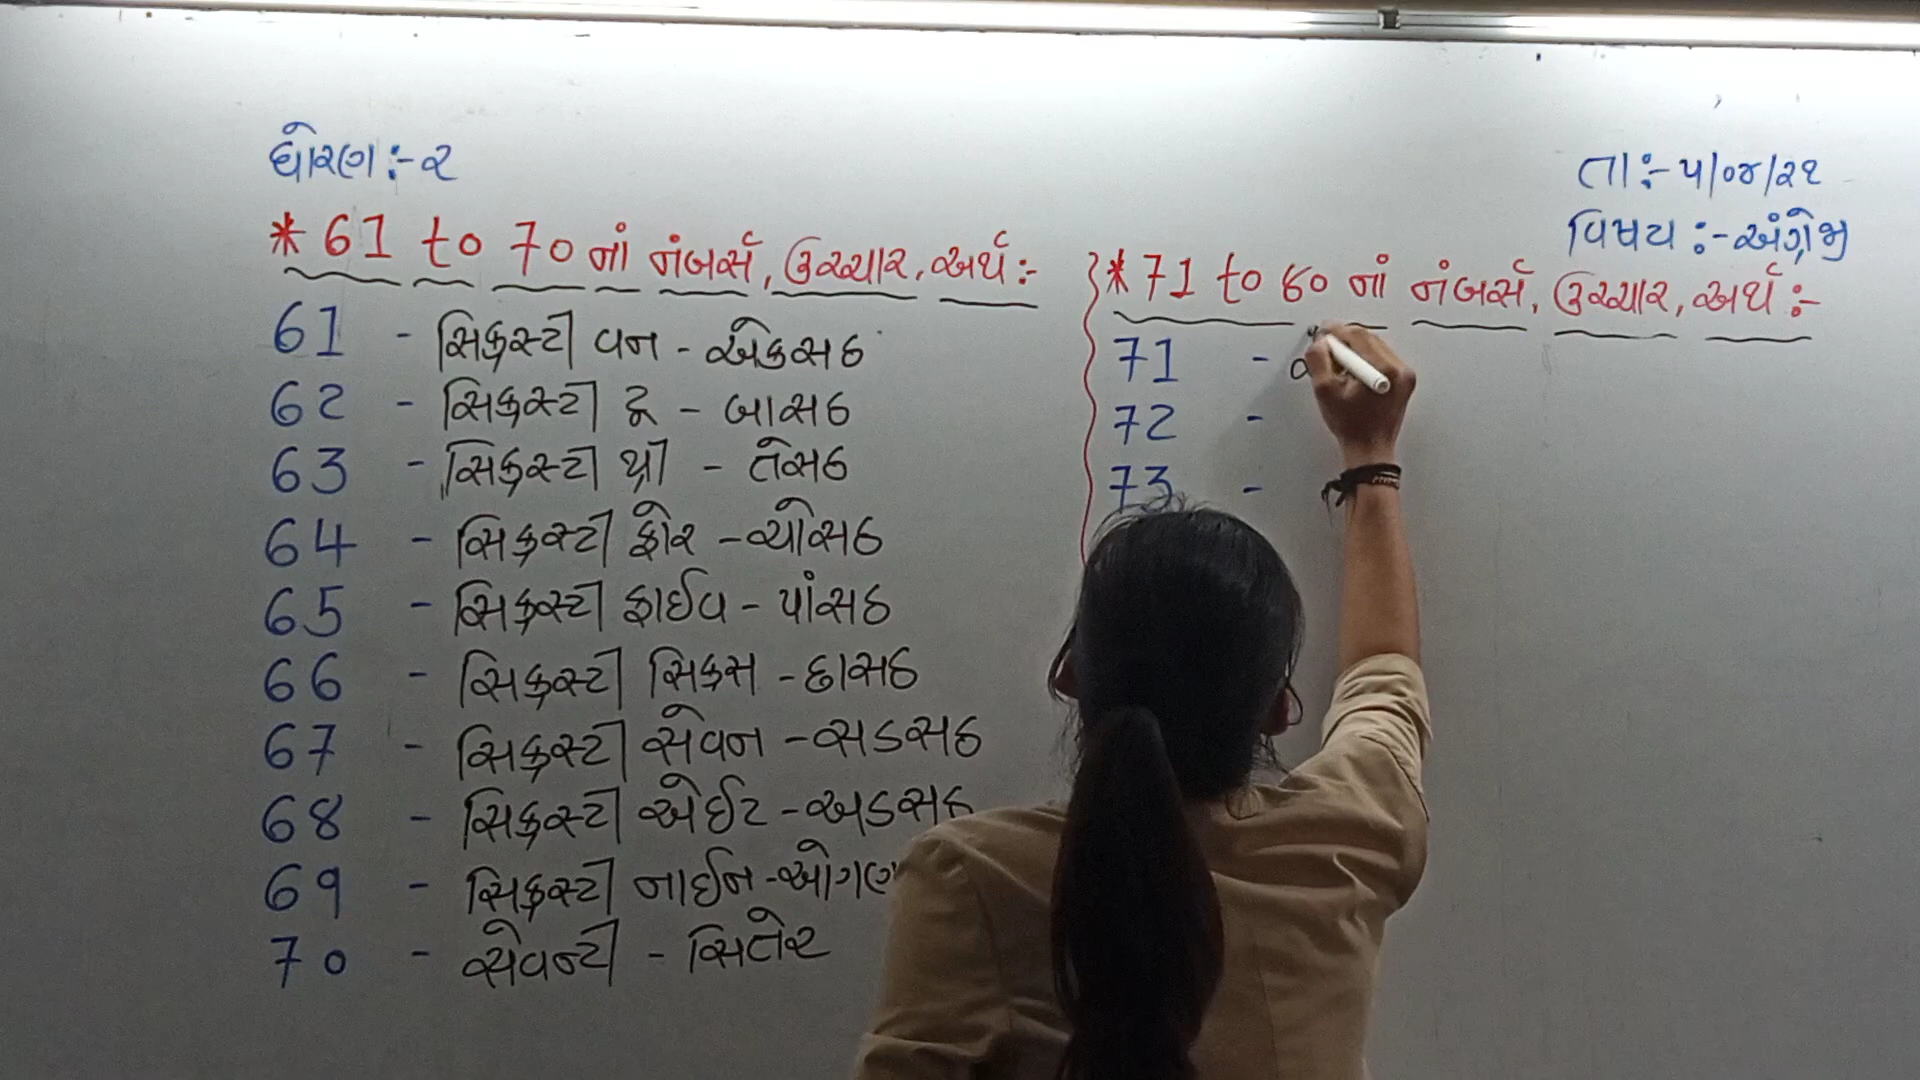 ધોરણ :- ૨
તા :- ૫/૦૪/૨૧
વિષય :- અંગ્રેજી
* 61 to 70 નાં નંબર્સ, ઉચ્ચાર, અર્થ :-
61 - સિક્સ્ટી વન - એકસઠ
62 - સિક્સ્ટી ટૂ - બાસઠ
63 - સિક્સ્ટી થ્રી - તેસઠ
64 - સિક્સ્ટી ફોર - ચોસઠ
65 - સિક્સ્ટી ફાઈવ - પાંસઠ
66 - સિક્સ્ટી સિક્સ - છાસઠ
67 - સિક્સ્ટી સેવન - સડસઠ
68 - સિક્સ્ટી એઈટ - અડસઠ
69 - સિક્સ્ટી નાઈન - ઓગણ
70 - સેવન્ટી - સિતેર
* 71 to 80 નાં નંબર્સ, ઉચ્ચાર, અર્થ :-
71 -
72 -
73 -